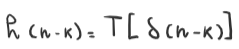 h(n-k) = T[δ(n-k)]